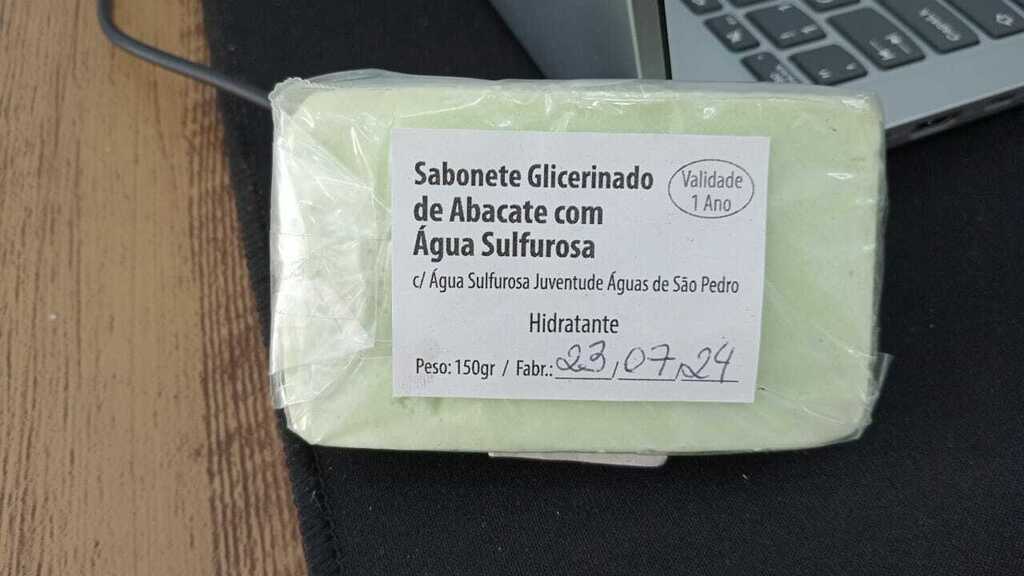 Sabonete Glicerinado
de Abacate com
Água Sulfurosa
Validade
1 Ano
c/ Água Sulfurosa Juventude Águas de São Pedro
Hidratante
Peso: 150gr / Fabr.: 23, 07, 24